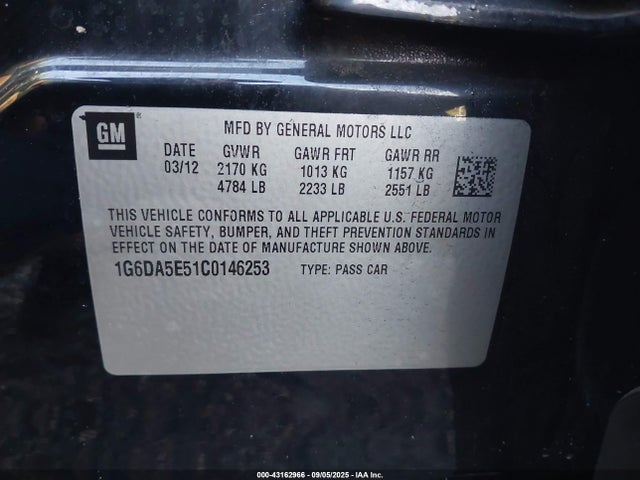 GM
MFD BY GENERAL MOTORS LLC
DATE GVWR GAWR FRT GAWR RR
03/12 2170 KG 1013 KG 1157 KG
4784 LB 2233 LB 2551 LB
THIS VEHICLE CONFORMS TO ALL APPLICABLE U.S. FEDERAL MOTOR
VEHICLE SAFETY, BUMPER, AND THEFT PREVENTION STANDARDS IN
EFFECT ON THE DATE OF MANUFACTURE SHOWN ABOVE.
1G6DA5E51C0146253 TYPE: PASS CAR
000-43162966 - 09/05/2025 - IAA Inc.